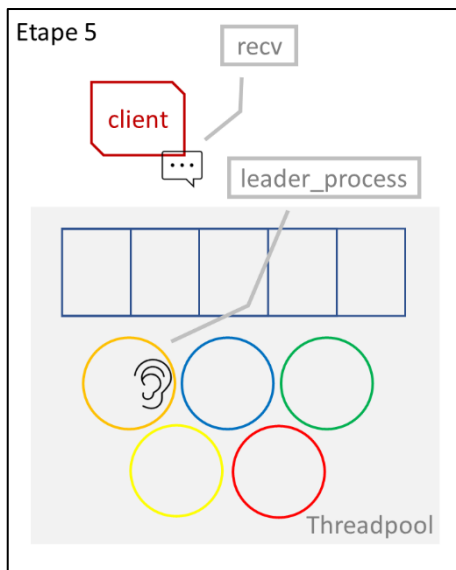 Etape 5
recv
client
leader_process
Threadpool